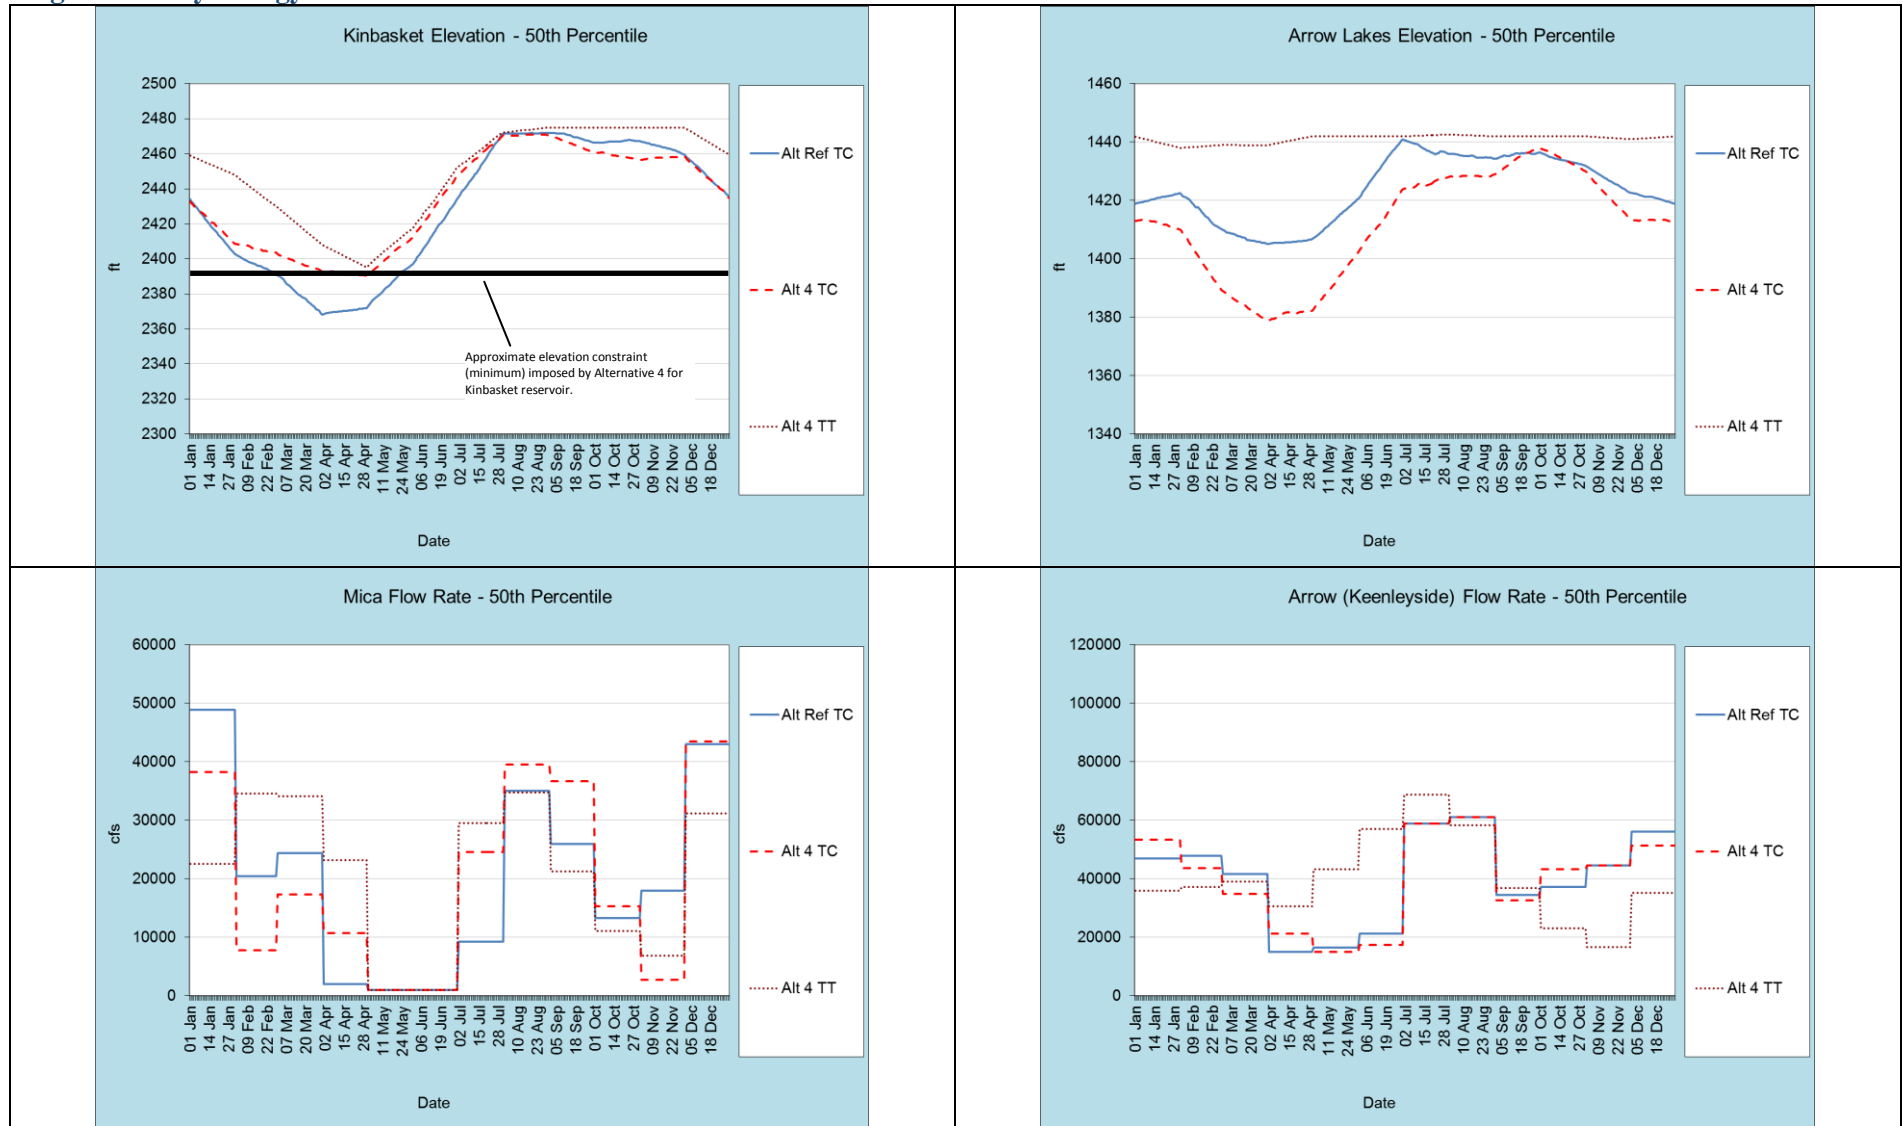 Kinbasket Elevation - 50th Percentile
2500
2480
2460
2440
2420
2400
2380
2360
2340
2320
2300
ft
01 Jan
14 Jan
27 Jan
09 Feb
22 Feb
07 Mar
20 Mar
02 Apr
15 Apr
28 Apr
11 May
24 May
06 Jun
19 Jun
02 Jul
15 Jul
28 Jul
10 Aug
23 Aug
05 Sep
18 Sep
01 Oct
14 Oct
27 Oct
09 Nov
22 Nov
05 Dec
18 Dec
Date
Approximate elevation constraint
(minimum) imposed by Alternative 4 for
Kinbasket reservoir.
Alt Ref TC
Alt 4 TC
Alt 4 TT
Arrow Lakes Elevation - 50th Percentile
1460
1440
1420
1400
1380
1360
1340
ft
01 Jan
14 Jan
27 Jan
09 Feb
22 Feb
07 Mar
20 Mar
02 Apr
15 Apr
28 Apr
11 May
24 May
06 Jun
19 Jun
02 Jul
15 Jul
28 Jul
10 Aug
23 Aug
05 Sep
18 Sep
01 Oct
14 Oct
27 Oct
09 Nov
22 Nov
05 Dec
18 Dec
Date
Alt Ref TC
Alt 4 TC
Alt 4 TT
Mica Flow Rate - 50th Percentile
60000
50000
40000
30000
20000
10000
0
cfs
01 Jan
14 Jan
27 Jan
09 Feb
22 Feb
07 Mar
20 Mar
02 Apr
15 Apr
28 Apr
11 May
24 May
06 Jun
19 Jun
02 Jul
15 Jul
28 Jul
10 Aug
23 Aug
05 Sep
18 Sep
01 Oct
14 Oct
27 Oct
09 Nov
22 Nov
05 Dec
18 Dec
Date
Alt Ref TC
Alt 4 TC
Alt 4 TT
Arrow (Keenleyside) Flow Rate - 50th Percentile
120000
100000
80000
60000
40000
20000
0
cfs
01 Jan
14 Jan
27 Jan
09 Feb
22 Feb
07 Mar
20 Mar
02 Apr
15 Apr
28 Apr
11 May
24 May
06 Jun
19 Jun
02 Jul
15 Jul
28 Jul
10 Aug
23 Aug
05 Sep
18 Sep
01 Oct
14 Oct
27 Oct
09 Nov
22 Nov
05 Dec
18 Dec
Date
Alt Ref TC
Alt 4 TC
Alt 4 TT